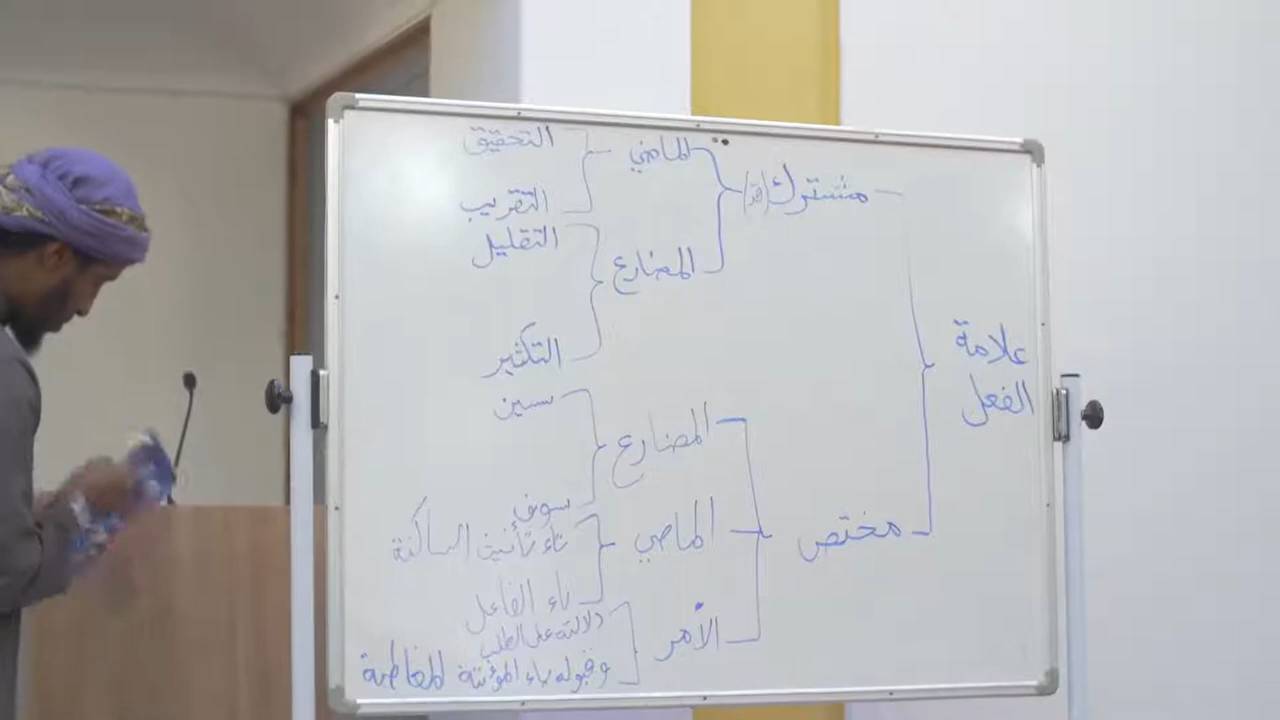 علامة
الفعل
مشترك (قد)
الماضي
التحقيق
التقريب
المضارع
التقليل
التكثير
مختص
المضارع
سين
سوف
الماضي
تاء تأنيث الساكنة
تاء الفاعل
الأمر
دلالته على الطلب
وقبوله ياء المؤنثة المخاطبة